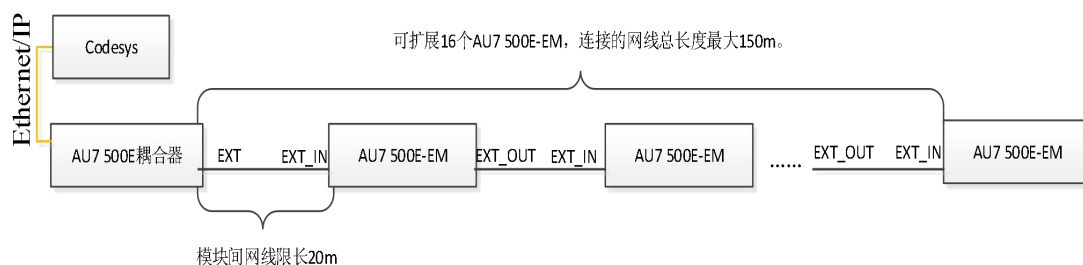 Ethernet/IP
Codesys
可扩展16个AU7 500E-EM，连接的网线总长度最大150m。
AU7 500E耦合器
EXT
EXT_IN
AU7 500E-EM
EXT_OUT
EXT_IN
AU7 500E-EM
……
EXT_OUT
EXT_IN
AU7 500E-EM
模块间网线限长20m